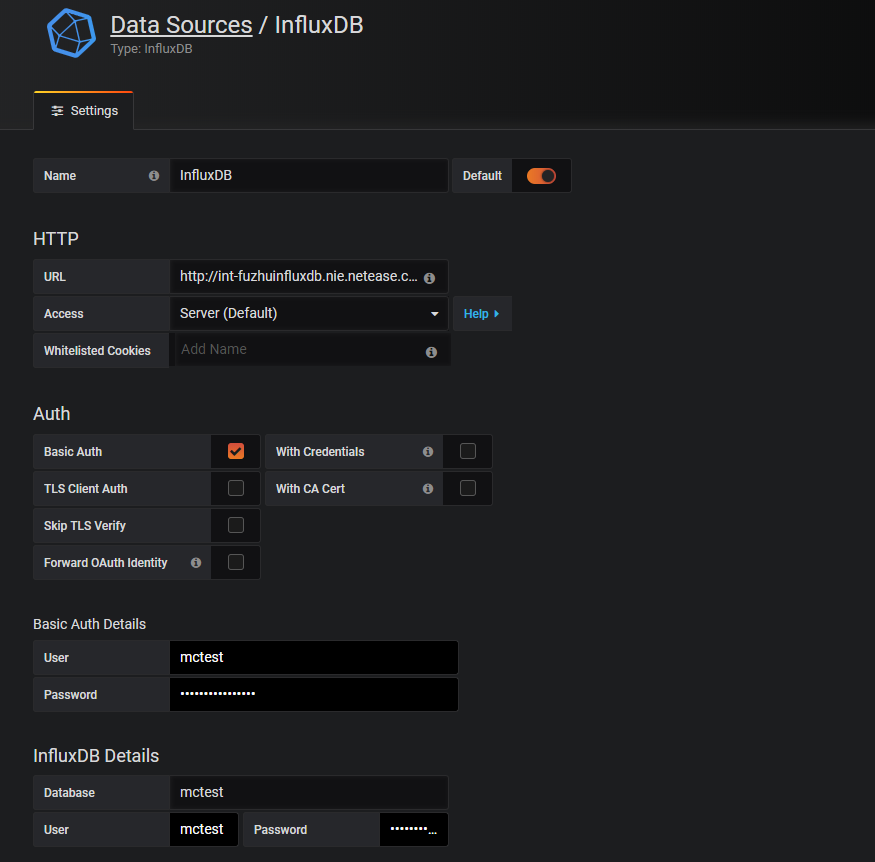 Data Sources / InfluxDB
Type: InfluxDB
Settings
Name InfluxDB Default
HTTP
URL http://int-fuzhuinfluxdb.nie.netease.c...
Access Server (Default) Help
Whitelisted Cookies Add Name
Auth
Basic Auth With Credentials
TLS Client Auth With CA Cert
Skip TLS Verify
Forward OAuth Identity
Basic Auth Details
User mctest
Password ••••••••••••••••
InfluxDB Details
Database mctest
User mctest Password ••••••••...